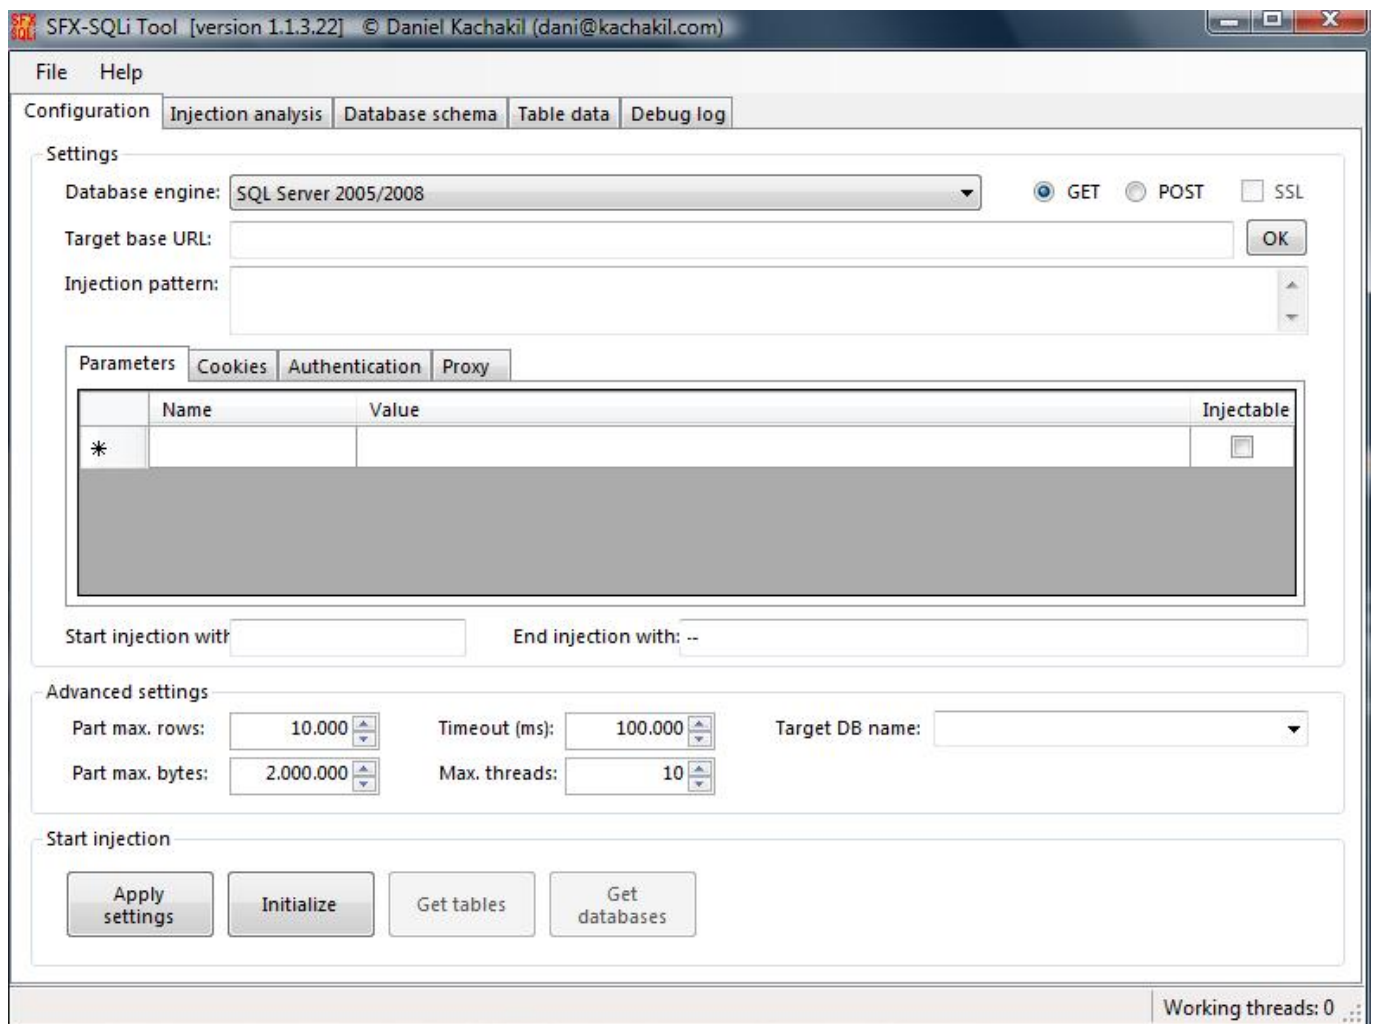 SFX SQLi SFX-SQLi Tool [version 1.1.3.22] © Daniel Kachakil (dani@kachakil.com)
File Help
Configuration Injection analysis Database schema Table data Debug log
Settings
Database engine: SQL Server 2005/2008 GET POST SSL
Target base URL: OK
Injection pattern:
Parameters Cookies Authentication Proxy
Name Value Injectable
*
Start injection with End injection with: --
Advanced settings
Part max. rows: 10.000 Timeout (ms): 100.000 Target DB name:
Part max. bytes: 2.000.000 Max. threads: 10
Start injection
Apply settings Initialize Get tables Get databases
Working threads: 0